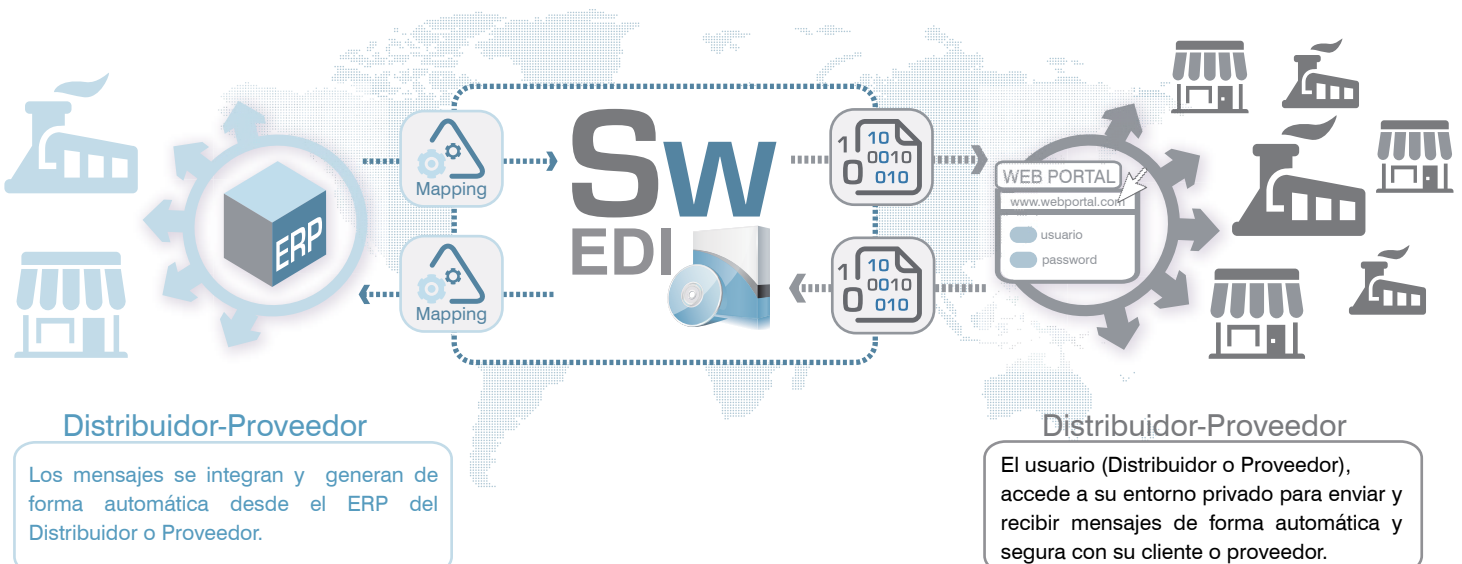 ERP
Mapping
Mapping
Sw
EDI
10
1 0010
0 010
10
1 0010
0 010
WEB PORTAL
www.webportal.com
usuario
password
Distribuidor-Proveedor
Los mensajes se integran y generan de
forma automática desde el ERP del
Distribuidor o Proveedor.
Distribuidor-Proveedor
El usuario (Distribuidor o Proveedor),
accede a su entorno privado para enviar y
recibir mensajes de forma automática y
segura con su cliente o proveedor.